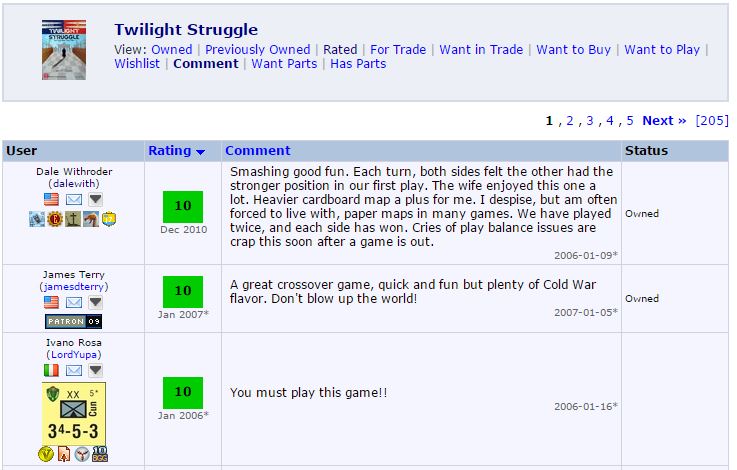 TWILIGHT STRUGGLE
Twilight Struggle
View: Owned | Previously Owned | Rated | For Trade | Want in Trade | Want to Buy | Want to Play |
Wishlist | Comment | Want Parts | Has Parts
1 , 2 , 3 , 4 , 5 Next » [205]
User Rating Comment Status
Dale Withroder
(dalewith)
10
Dec 2010
Smashing good fun. Each turn, both sides felt the other had the
stronger position in our first play. The wife enjoyed this one a
lot. Heavier cardboard map a plus for me. I despise, but am often
forced to live with, paper maps in many games. We have played
twice, and each side has won. Cries of play balance issues are
crap this soon after a game is out.
2006-01-09*
Owned
James Terry
(jamesdterry)
PATRON 09
10
Jan 2007*
A great crossover game, quick and fun but plenty of Cold War
flavor. Don't blow up the world!
2007-01-05*
Owned
Ivano Rosa
(LordYupa)
XX 5*
Cun
3⁴-5-3
10
Jan 2006*
You must play this game!!
2006-01-16*